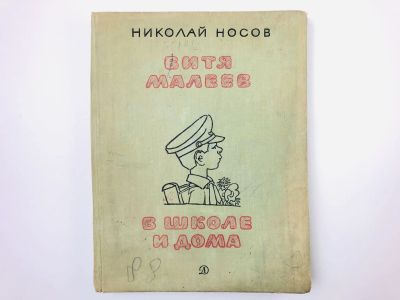 НИКОЛАЙ НОСОВ
ВИТЯ
МАЛЕЕВ
В ШКОЛЕ
И ДОМА
Д